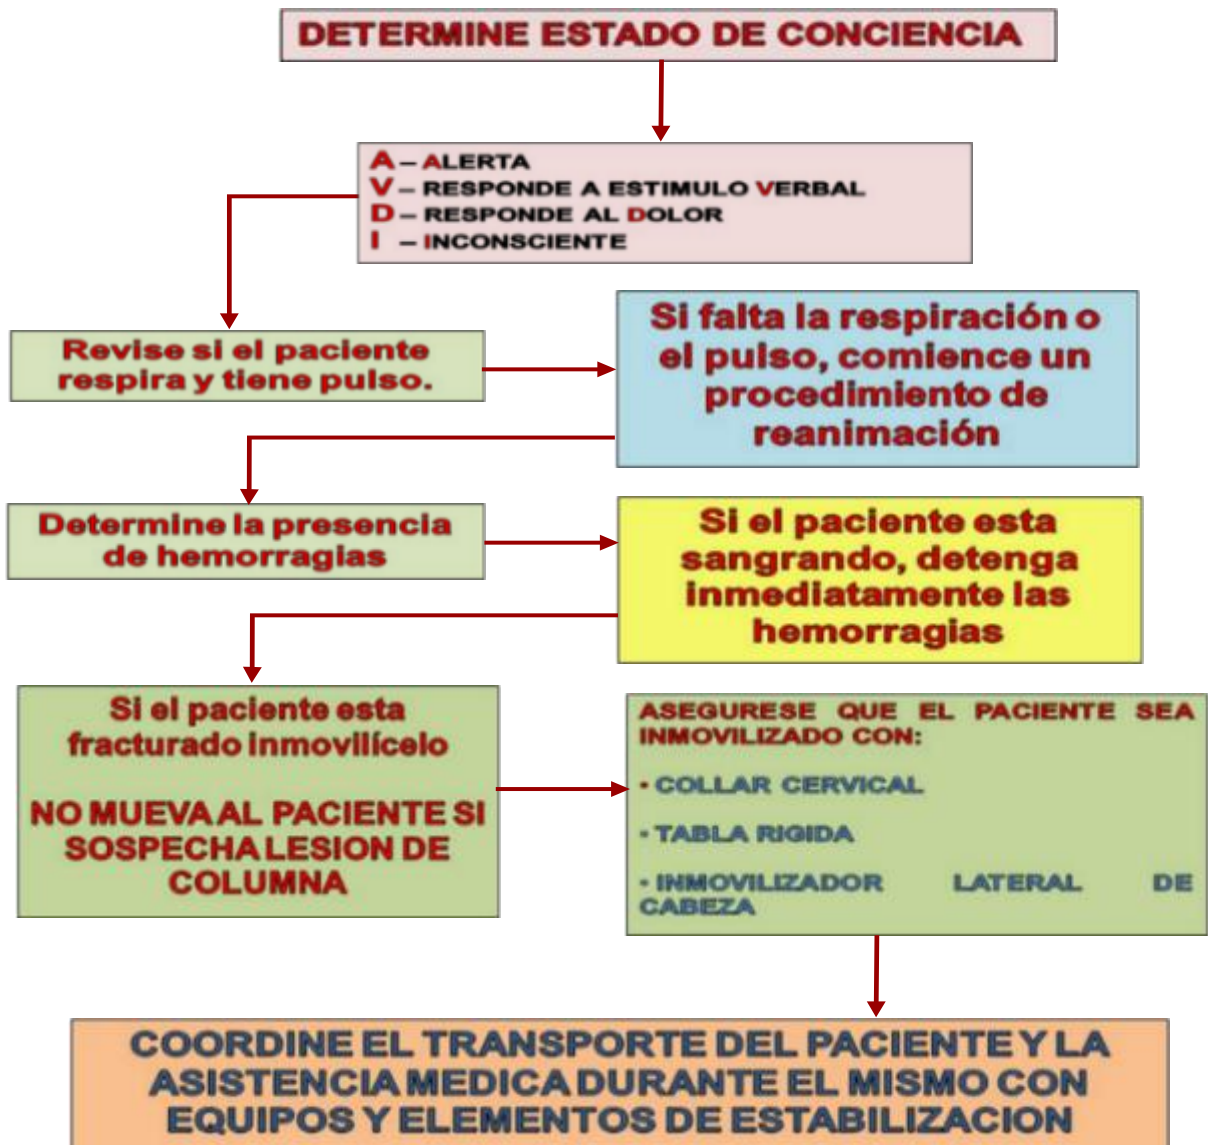 DETERMINE ESTADO DE CONCIENCIA
A – ALERTA
V – RESPONDE A ESTIMULO VERBAL
D – RESPONDE AL DOLOR
I – INCONSCIENTE
Revise si el paciente
respira y tiene pulso.
Si falta la respiración o
el pulso, comience un
procedimiento de
reanimación
Determine la presencia
de hemorragias
Si el paciente esta
sangrando, detenga
inmediatamente las
hemorragias
Si el paciente esta
fracturado inmovilícelo
NO MUEVA AL PACIENTE SI
SOSPECHA LESION DE
COLUMNA
ASEGURESE QUE EL PACIENTE SEA
INMOVILIZADO CON:
• COLLAR CERVICAL
• TABLA RIGIDA
• INMOVILIZADOR LATERAL DE
CABEZA
COORDINE EL TRANSPORTE DEL PACIENTE Y LA
ASISTENCIA MEDICA DURANTE EL MISMO CON
EQUIPOS Y ELEMENTOS DE ESTABILIZACION